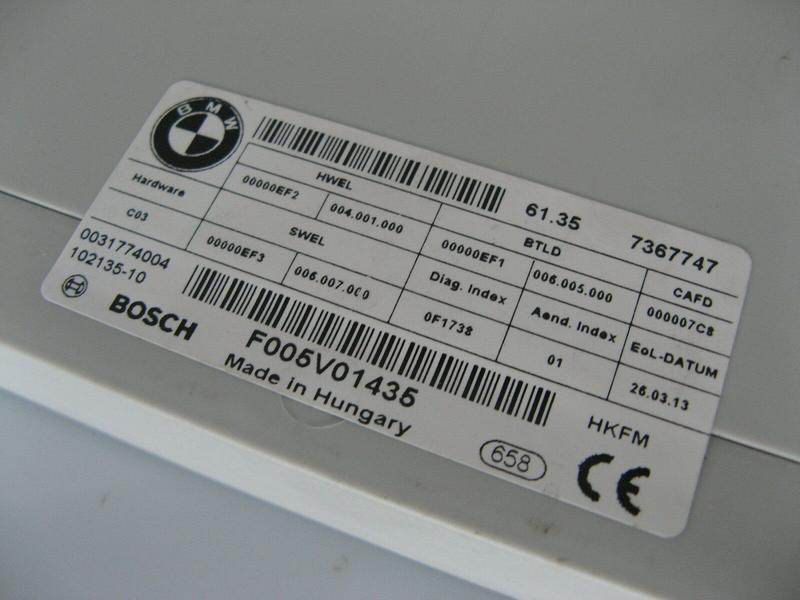 BMW
61.35 7367747
HWEL BTLD CAFD
00000EF2 004.001.000 00000EF1 006.005.000 000007C8
Hardware SWEL Diag. Index Aend. Index EoL-DATUM
C03 00000EF3 006.007.000 0F1738 01 26.03.13
0031774004
102135-10
BOSCH
F005V01435
Made in Hungary
HKFM
658
CE